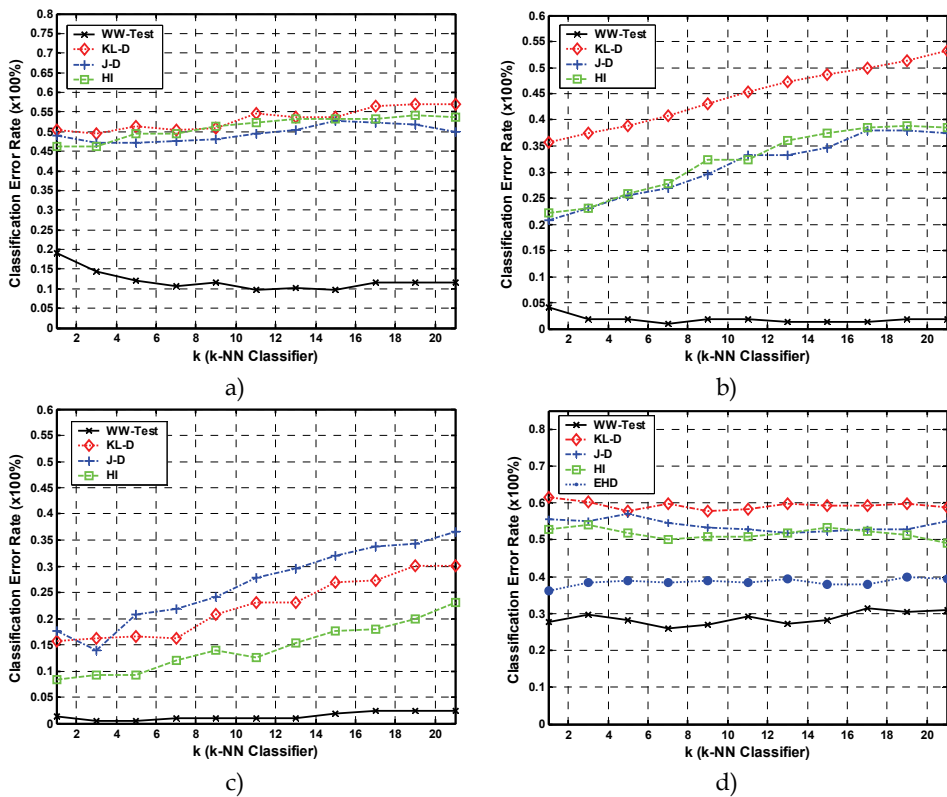 0.8
0.75
0.7
0.65
0.6
0.55
0.5
0.45
0.4
0.35
0.3
0.25
0.2
0.15
0.1
0.05
0
Classification Error Rate (x100%)
WW-Test
KL-D
J-D
HI
2 4 6 8 10 12 14 16 18 20
k (k-NN Classifier)
a)
0.6
0.55
0.5
0.45
0.4
0.35
0.3
0.25
0.2
0.15
0.1
0.05
0
Classification Error Rate (x100%)
WW-Test
KL-D
J-D
HI
2 4 6 8 10 12 14 16 18 20
k (k-NN Classifier)
b)
0.6
0.55
0.5
0.45
0.4
0.35
0.3
0.25
0.2
0.15
0.1
0.05
0
Classification Error Rate (x100%)
WW-Test
KL-D
J-D
HI
2 4 6 8 10 12 14 16 18 20
k (k-NN Classifier)
c)
0.8
0.7
0.6
0.5
0.4
0.3
0.2
0.1
0
Classification Error Rate (x100%)
WW-Test
KL-D
J-D
HI
EHD
2 4 6 8 10 12 14 16 18 20
k (k-NN Classifier)
d)